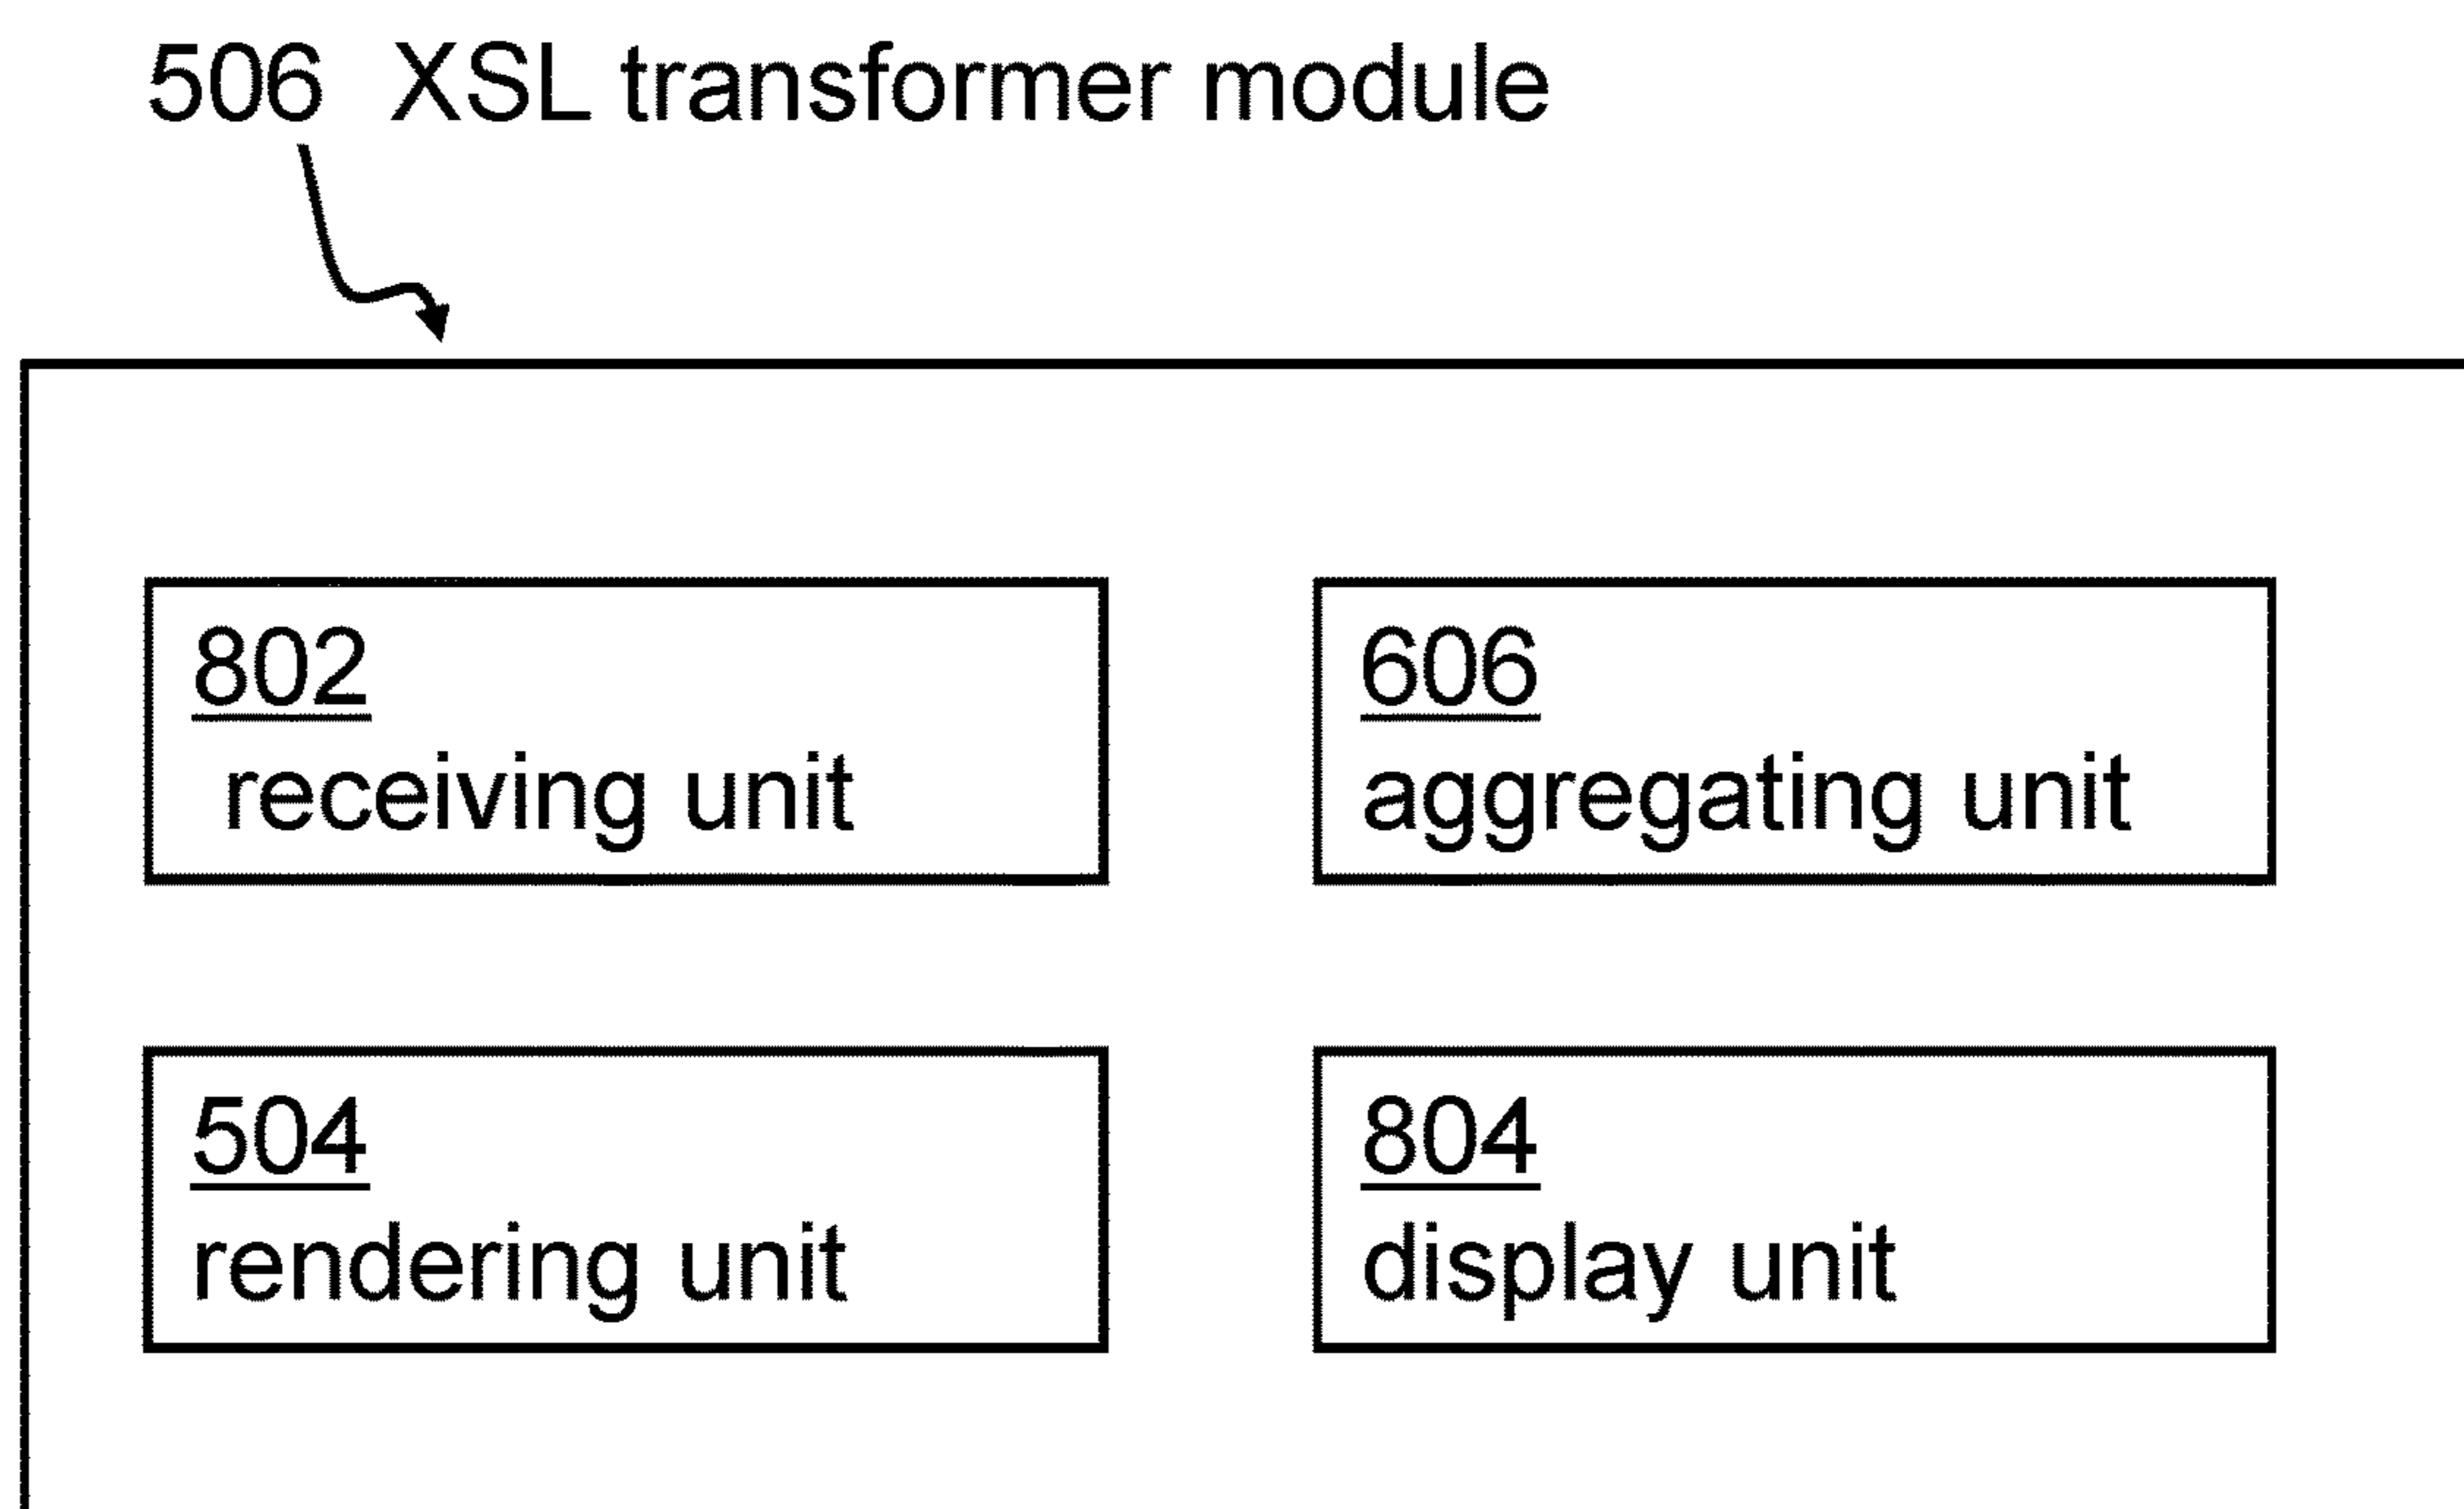 506 XSL transformer module
802
receiving unit
606
aggregating unit
504
rendering unit
804
display unit